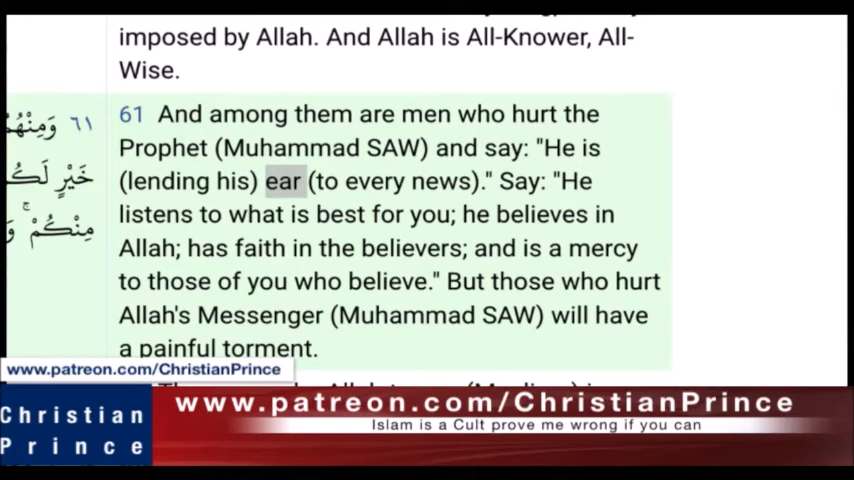 imposed by Allah. And Allah is All-Knower, All-
Wise.
61 And among them are men who hurt the
Prophet (Muhammad SAW) and say: "He is
(lending his) ear (to every news)." Say: "He
listens to what is best for you; he believes in
Allah; has faith in the believers; and is a mercy
to those of you who believe." But those who hurt
Allah's Messenger (Muhammad SAW) will have
a painful torment.
٦١ وَمِنْهُمُ
خَيْرٍ لَكُمْ
مِنْكُمْ ۚ وَ
www.patreon.com/ChristianPrince
Christian
Prince
www.patreon.com/ChristianPrince
Islam is a Cult prove me wrong if you can